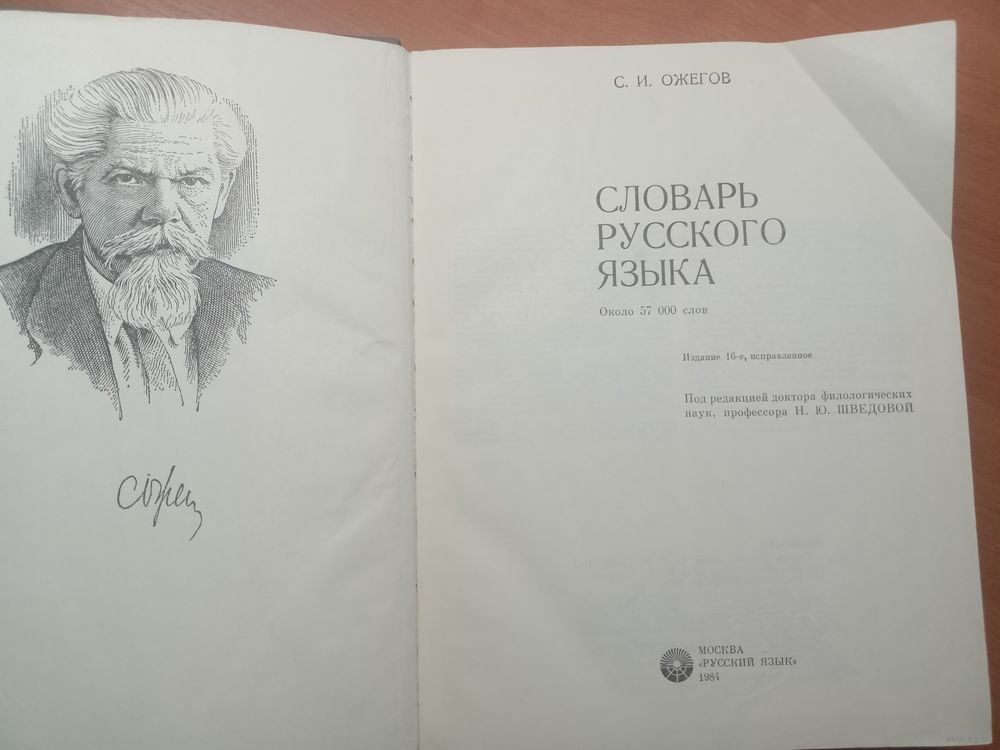 С. И. ОЖЕГОВ
СЛОВАРЬ
РУССКОГО
ЯЗЫКА
Около 57 000 слов
Издание 16-е, исправленное
Под редакцией доктора филологических
наук, профессора Н. Ю. ШВЕДОВОЙ
МОСКВА
«РУССКИЙ ЯЗЫК»
1984